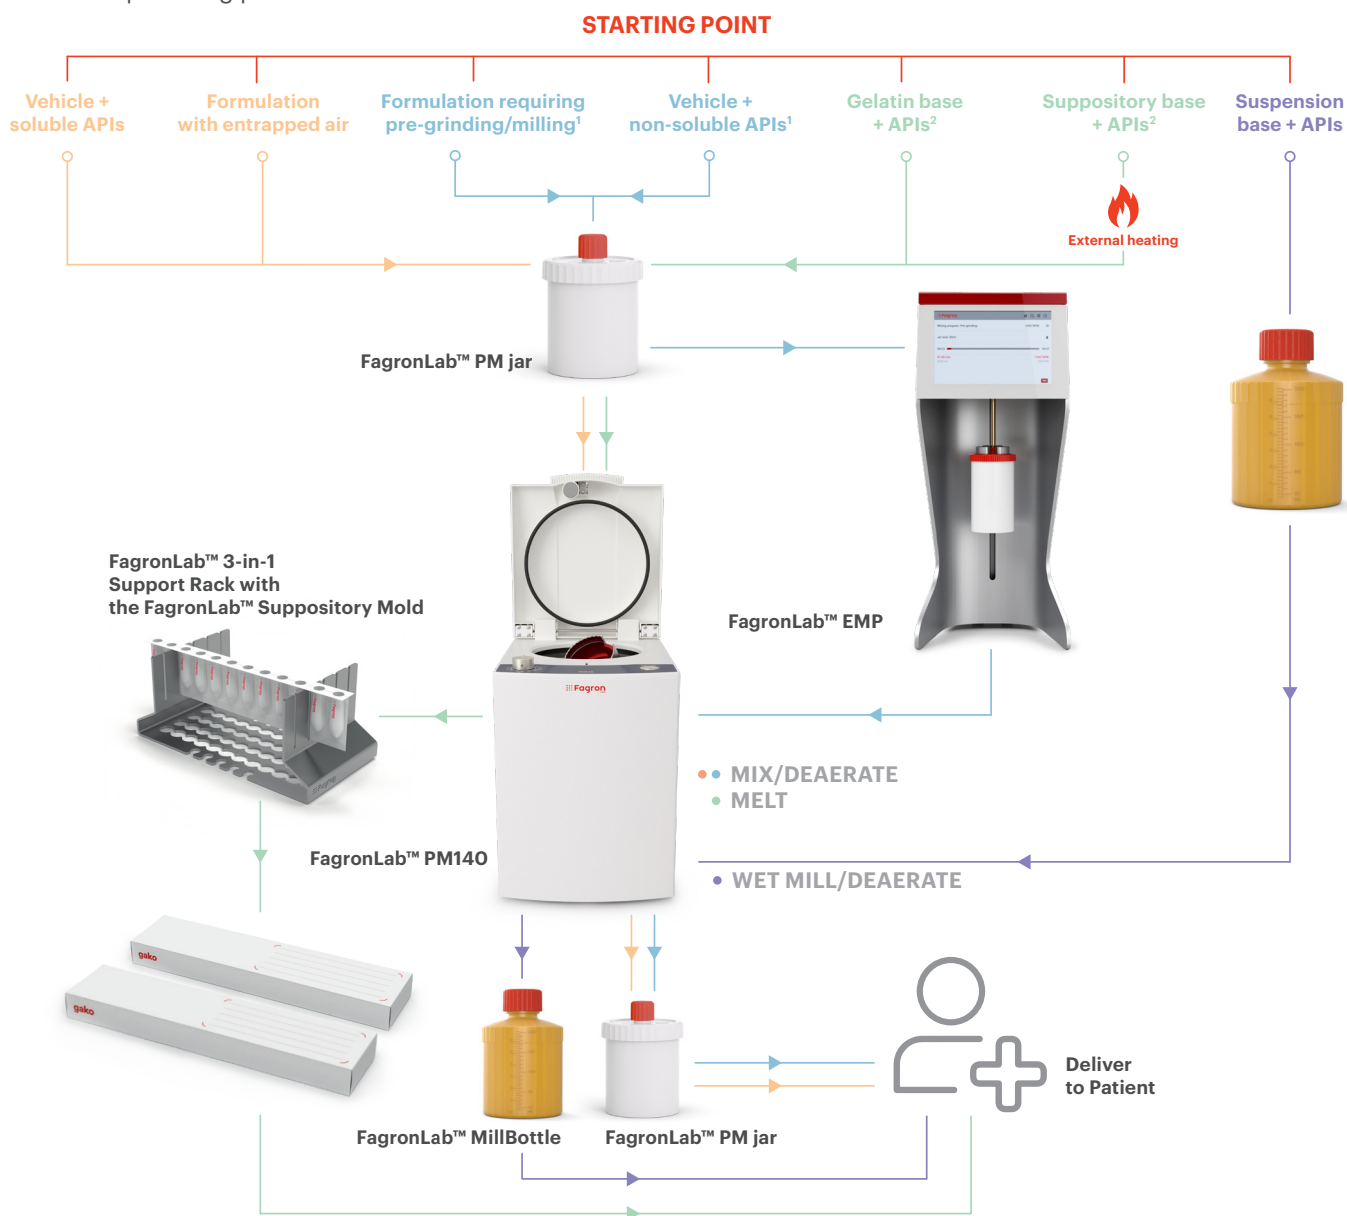 STARTING POINT
Vehicle +
soluble APIs
Formulation
with entrapped air
Formulation requiring
pre-grinding/milling¹
Vehicle +
non-soluble APIs¹
Gelatin base
+ APIs²
Suppository base
+ APIs²
Suspension
base + APIs
External heating
FagronLab™ PM jar
FagronLab™ 3-in-1
Support Rack with
the FagronLab™ Suppository Mold
FagronLab™ EMP
Fagron
MIX/DEAERATE
MELT
FagronLab™ PM140
WET MILL/DEAERATE
gako
gako
Deliver
to Patient
FagronLab™ MillBottle
FagronLab™ PM jar